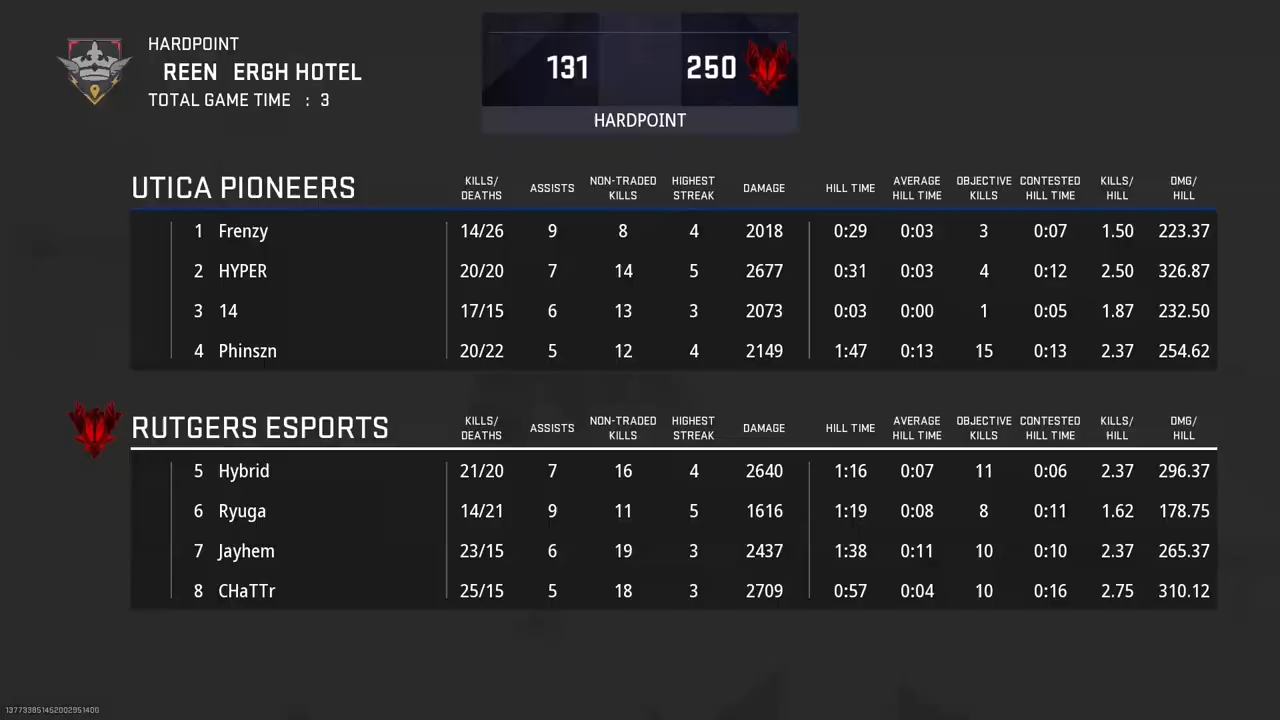 HARDPOINT
REEN ERGH HOTEL
TOTAL GAME TIME : 3
131 250
HARDPOINT
UTICA PIONEERS KILLS/DEATHS ASSISTS NON-TRADED KILLS HIGHEST STREAK DAMAGE HILL TIME AVERAGE HILL TIME OBJECTIVE KILLS CONTESTED HILL TIME KILLS/HILL DMG/HILL
1 Frenzy 14/26 9 8 4 2018 0:29 0:03 3 0:07 1.50 223.37
2 HYPER 20/20 7 14 5 2677 0:31 0:03 4 0:12 2.50 326.87
3 14 17/15 6 13 3 2073 0:03 0:00 1 0:05 1.87 232.50
4 Phinszn 20/22 5 12 4 2149 1:47 0:13 15 0:13 2.37 254.62
RUTGERS ESPORTS KILLS/DEATHS ASSISTS NON-TRADED KILLS HIGHEST STREAK DAMAGE HILL TIME AVERAGE HILL TIME OBJECTIVE KILLS CONTESTED HILL TIME KILLS/HILL DMG/HILL
5 Hybrid 21/20 7 16 4 2640 1:16 0:07 11 0:06 2.37 296.37
6 Ryuga 14/21 9 11 5 1616 1:19 0:08 8 0:11 1.62 178.75
7 Jayhem 23/15 6 19 3 2437 1:38 0:11 10 0:10 2.37 265.37
8 CHaTTr 25/15 5 18 3 2709 0:57 0:04 10 0:16 2.75 310.12